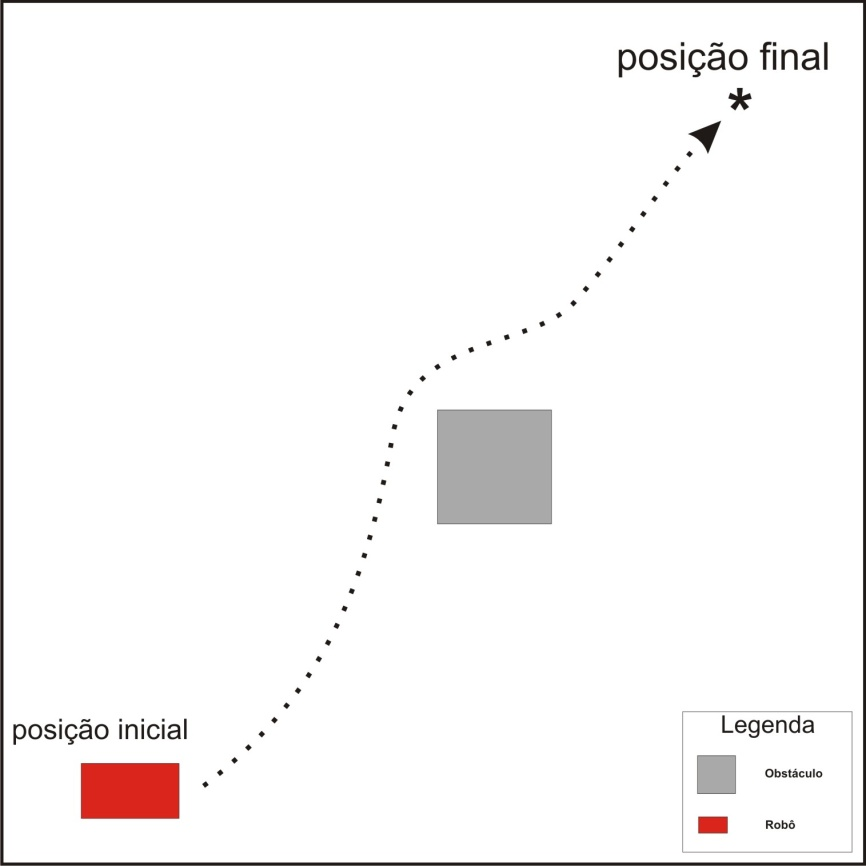 posição final
*
posição inicial
Legenda
Obstáculo
Robô